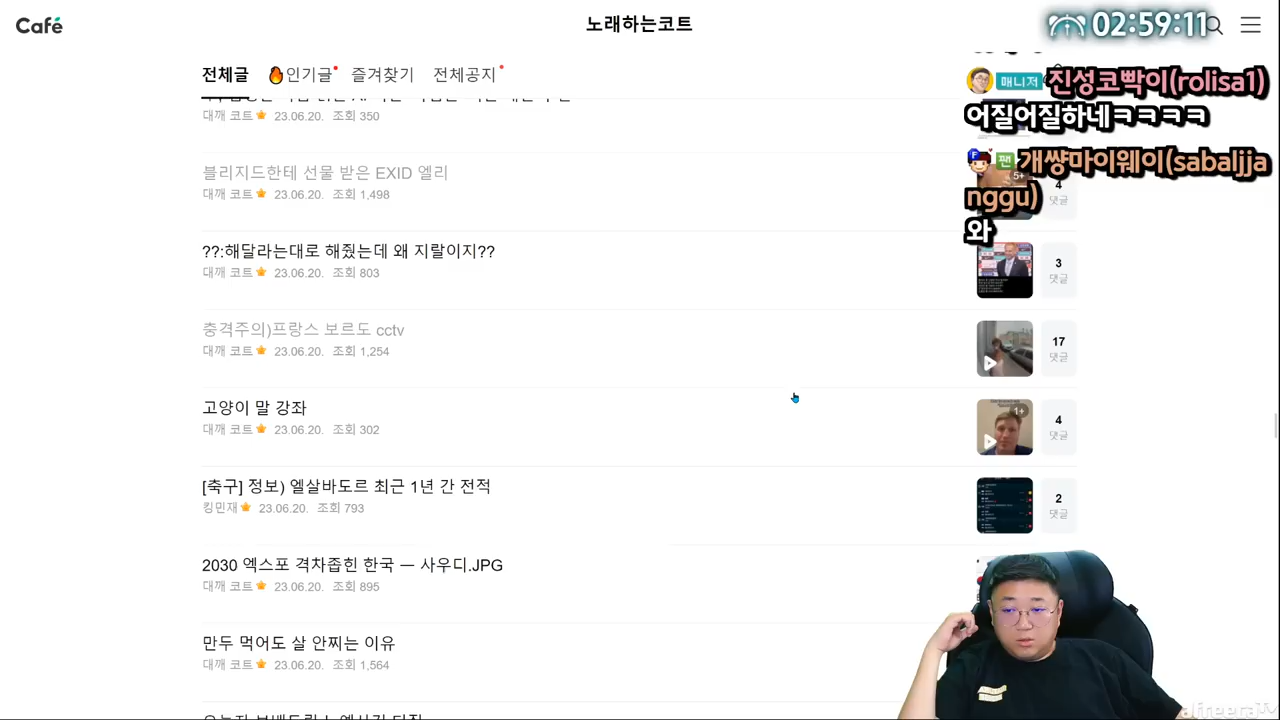 Café
노래하는코트
02:59:11
전체글
🔥인기글
즐겨찾기
전체공지
대깨 코트 23.06.20.
매니저 진성코빡이(rolisa1)
어질어질하네ㅋㅋㅋㅋ
팬 개썅마이웨이(sabaljja
nggu)
와
블리지드한테 선물 받은 EXID 엘리
대깨 코트 23.06.20. 조회 1,498
5+
4
댓글
??:해달라는대로 해줬는데 왜 지랄이지??
대깨 코트 23.06.20. 조회 803
3
댓글
충격주의)프랑스 보르도 cctv
대깨 코트 23.06.20. 조회 1,254
17
댓글
고양이 말 강좌
대깨 코트 23.06.20. 조회 302
1+
4
댓글
[축구] 정보) 엘살바도르 최근 1년 간 전적
킹민재 조회 793
2
댓글
2030 엑스포 격차좁힌 한국 — 사우디.JPG
대깨 코트 23.06.20. 조회 895
만두 먹어도 살 안찌는 이유
대깨 코트 23.06.20. 조회 1,564
afreecaTV